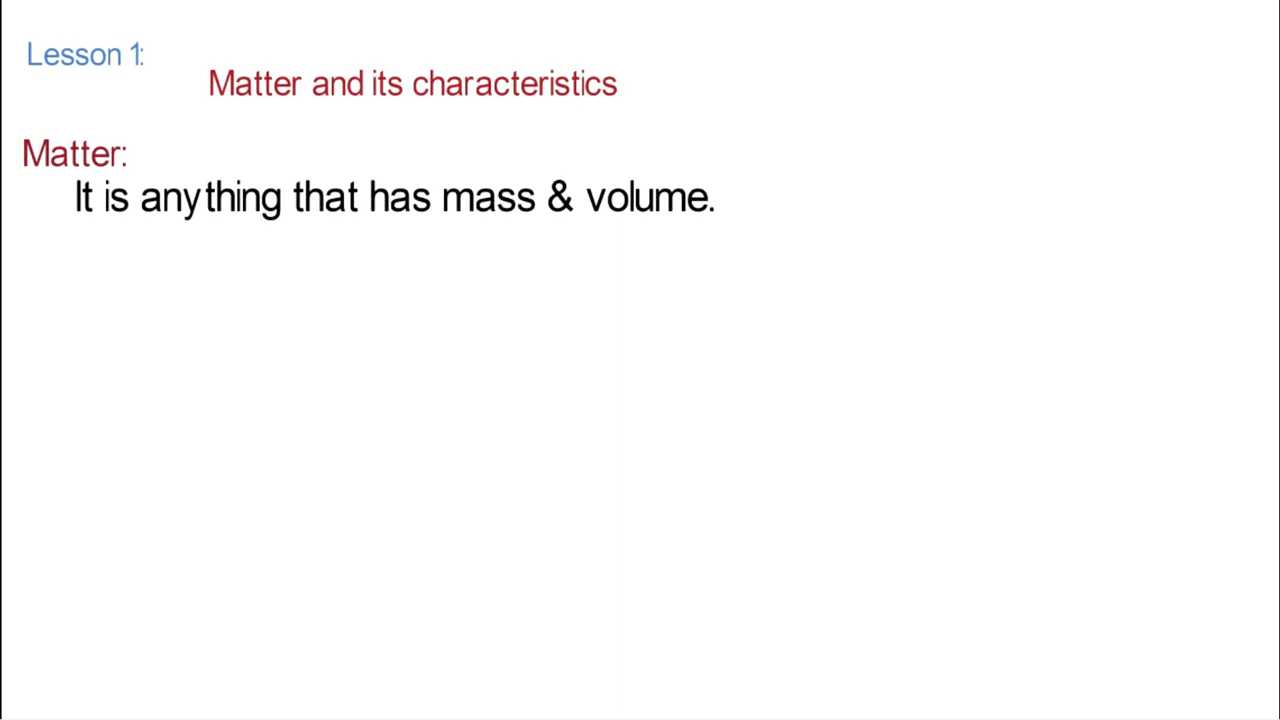 Lesson 1:
Matter and its characteristics
Matter:
It is anything that has mass & volume.